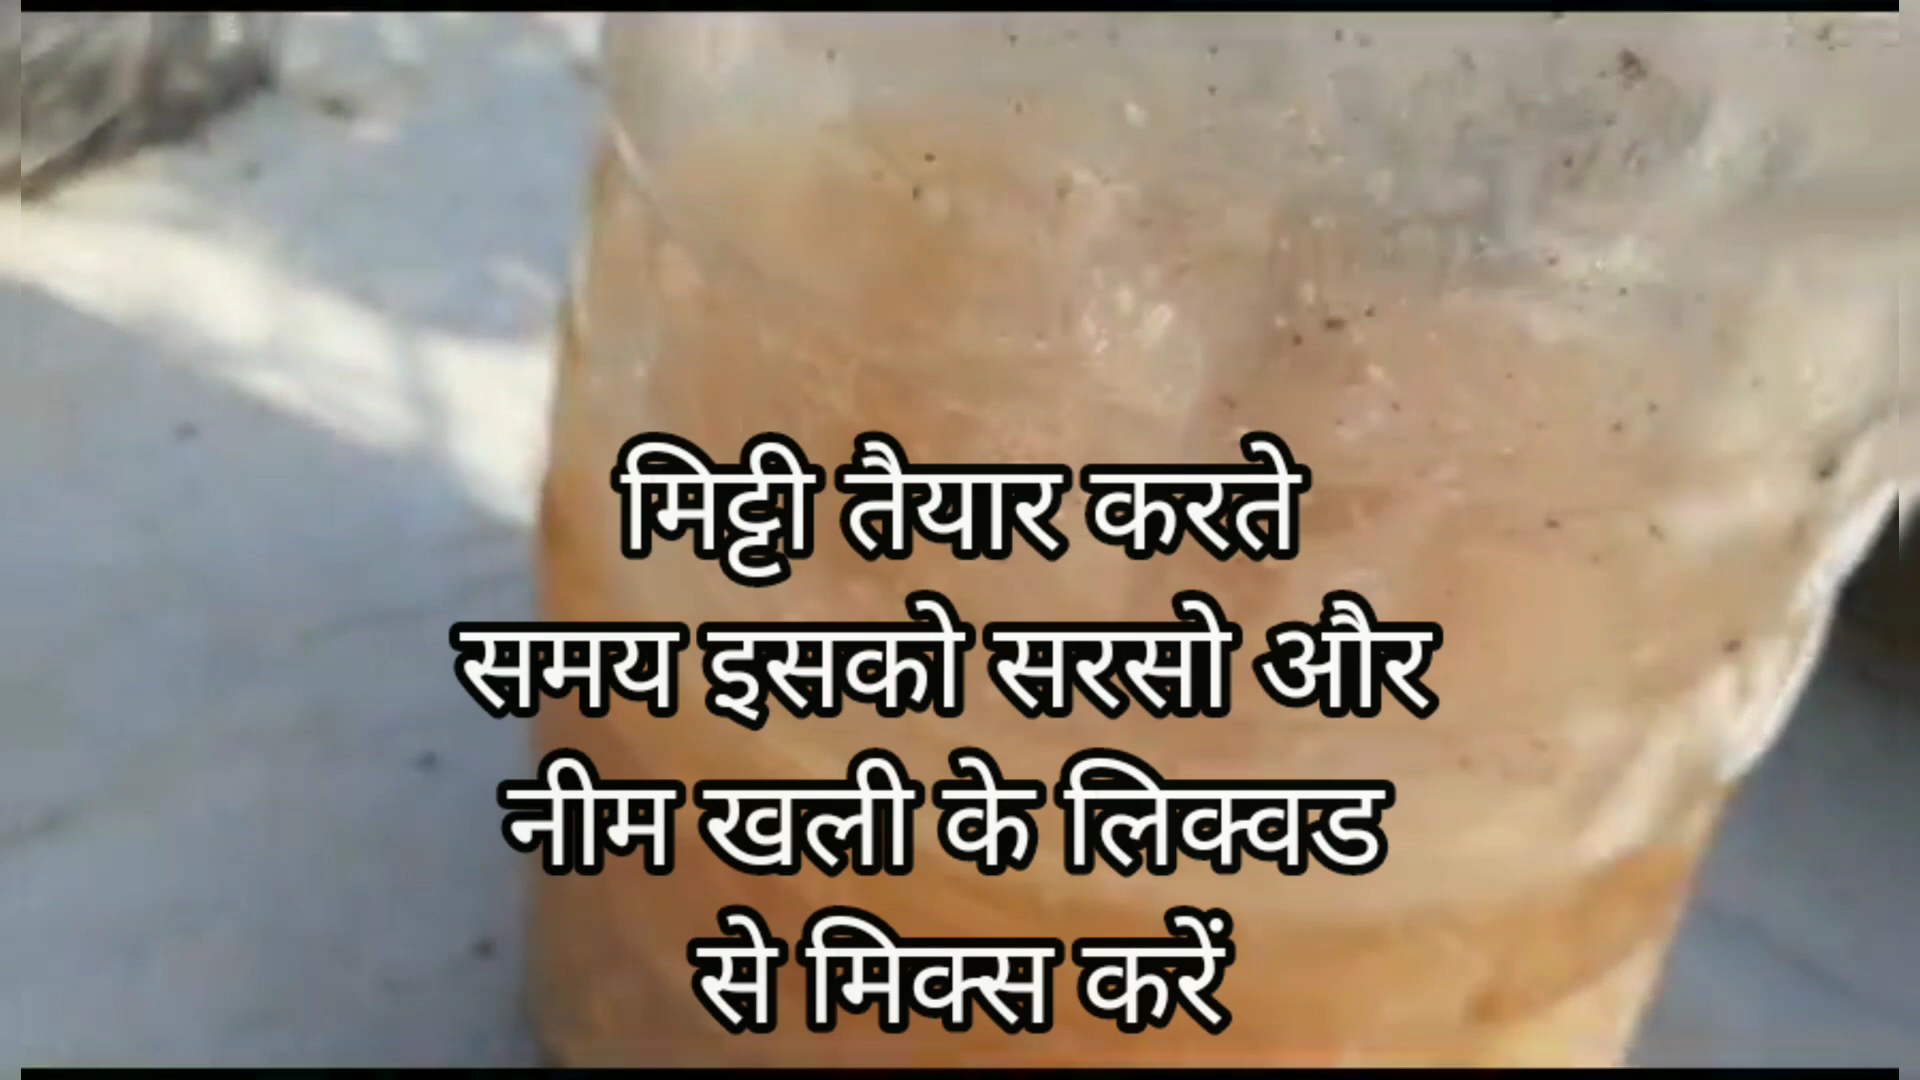 मिट्टी तैयार करते
समय इसको सरसो और
नीम खली के लिक्वड
से मिक्स करें